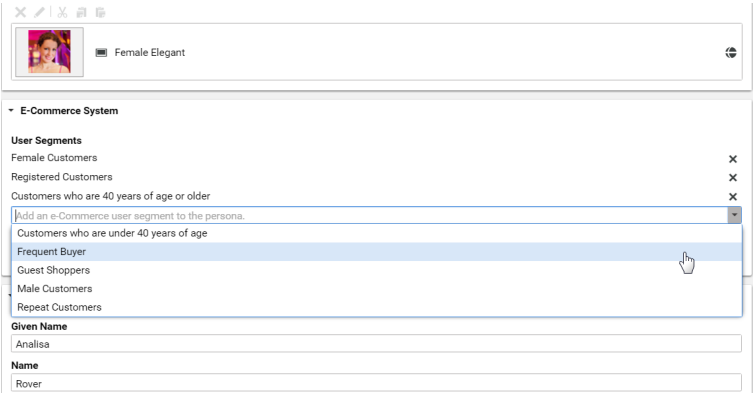 Female Elegant
E-Commerce System
User Segments
Female Customers
Registered Customers
Customers who are 40 years of age or older
Add an e-Commerce user segment to the persona.
Customers who are under 40 years of age
Frequent Buyer
Guest Shoppers
Male Customers
Repeat Customers
Given Name
Analisa
Name
Rover